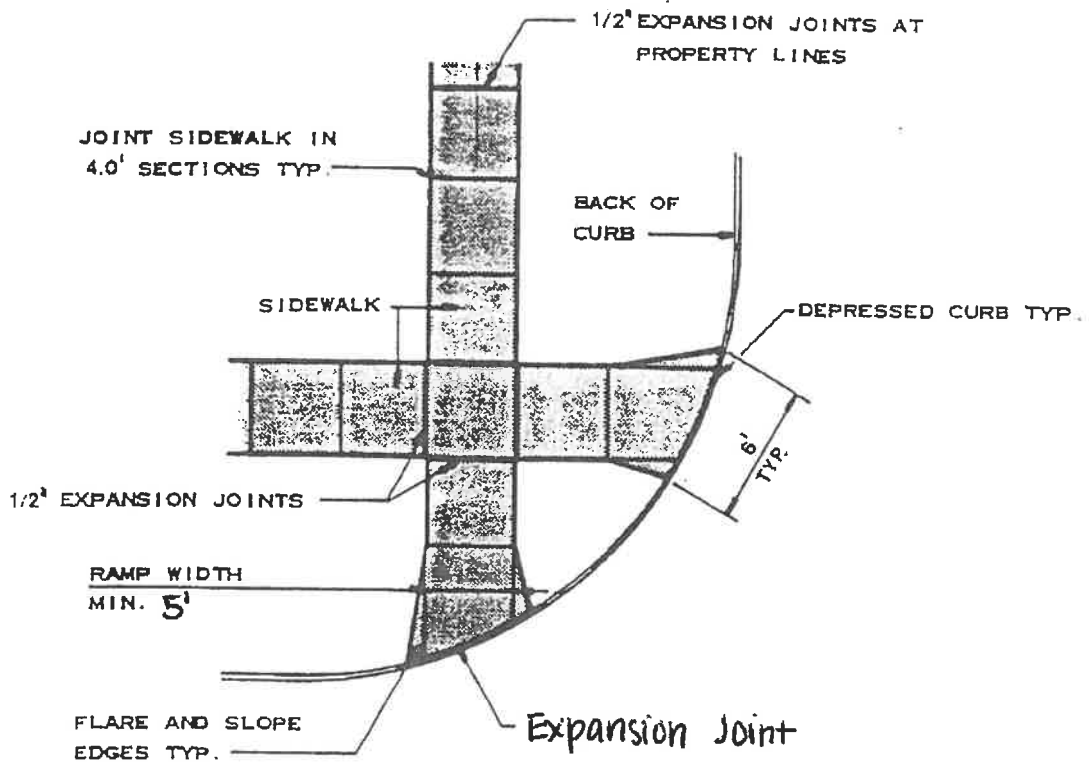 1/2" EXPANSION JOINTS AT
PROPERTY LINES
JOINT SIDEWALK IN
4.0' SECTIONS TYP.
BACK OF
CURB
SIDEWALK
DEPRESSED CURB TYP.
6'
TYP.
1/2" EXPANSION JOINTS
RAMP WIDTH
MIN. 5'
FLARE AND SLOPE
EDGES TYP.
Expansion Joint